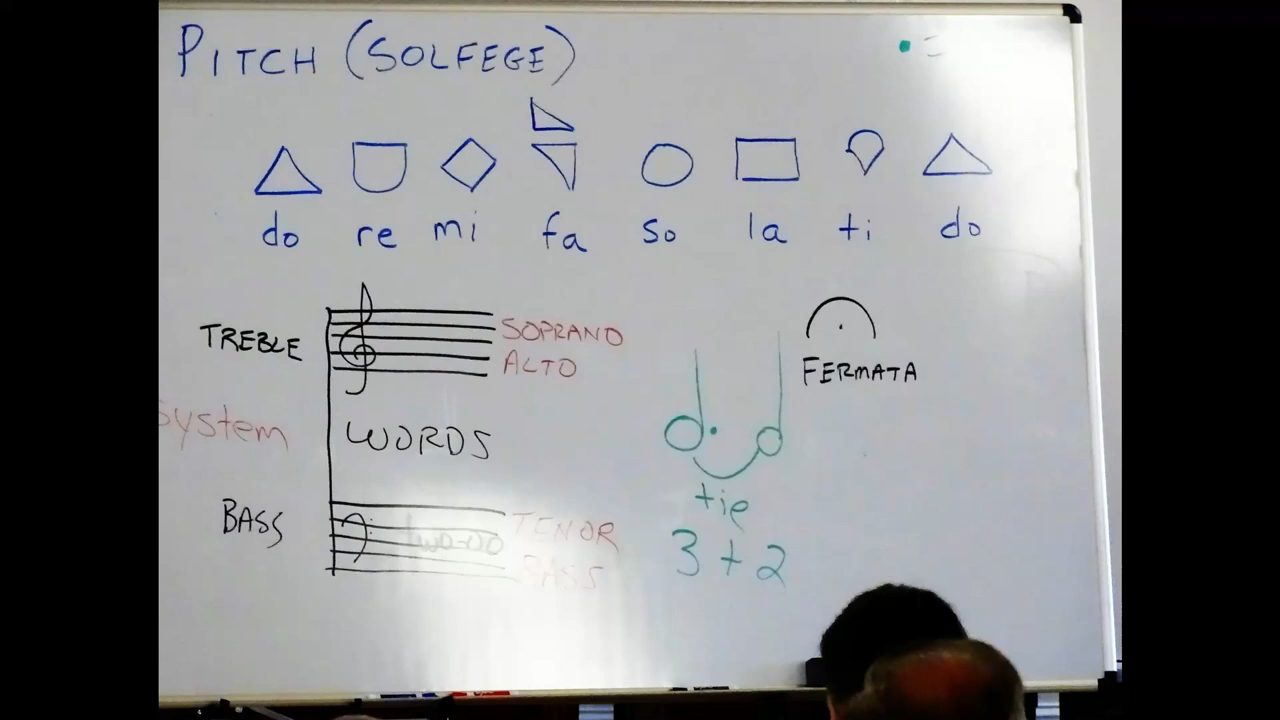 PITCH (SOLFEGE)
do re mi fa so la ti do
TREBLE
SOPRANO
ALTO
System
WORDS
BASS
TENOR
BASS
FERMATA
tie
3 + 2